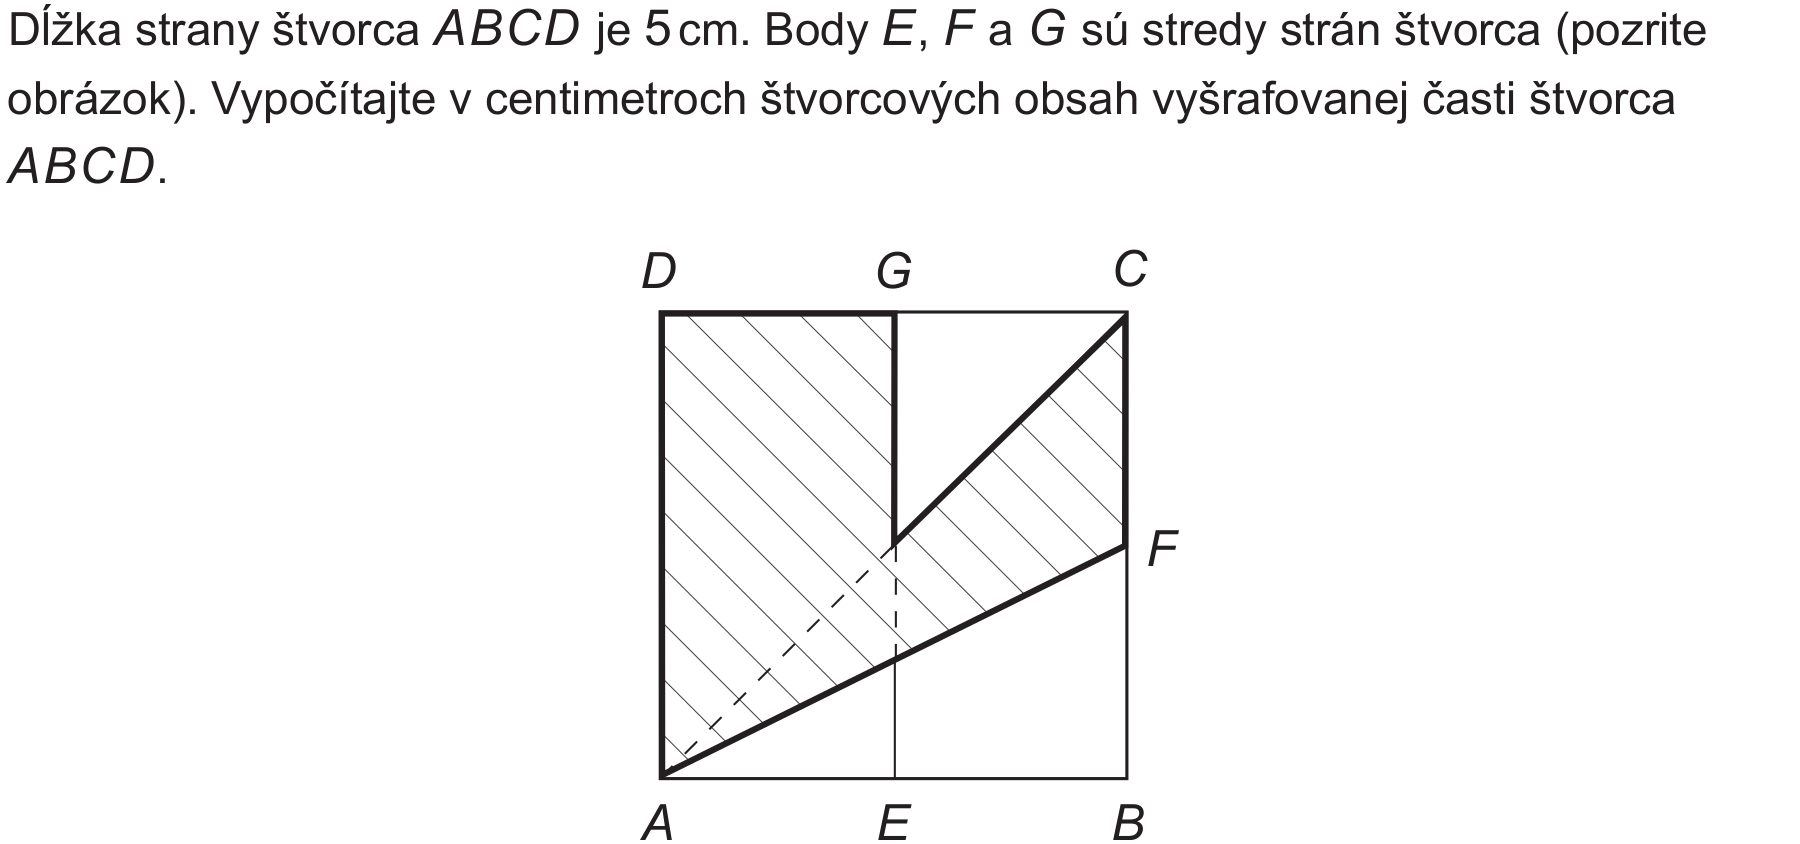 Dĺžka strany štvorca ABCD je 5 cm. Body E, F a G sú stredy strán štvorca (pozrite
obrázok). Vypočítajte v centimetroch štvorcových obsah vyšrafovanej časti štvorca
ABCD.
D G C
F
A E B